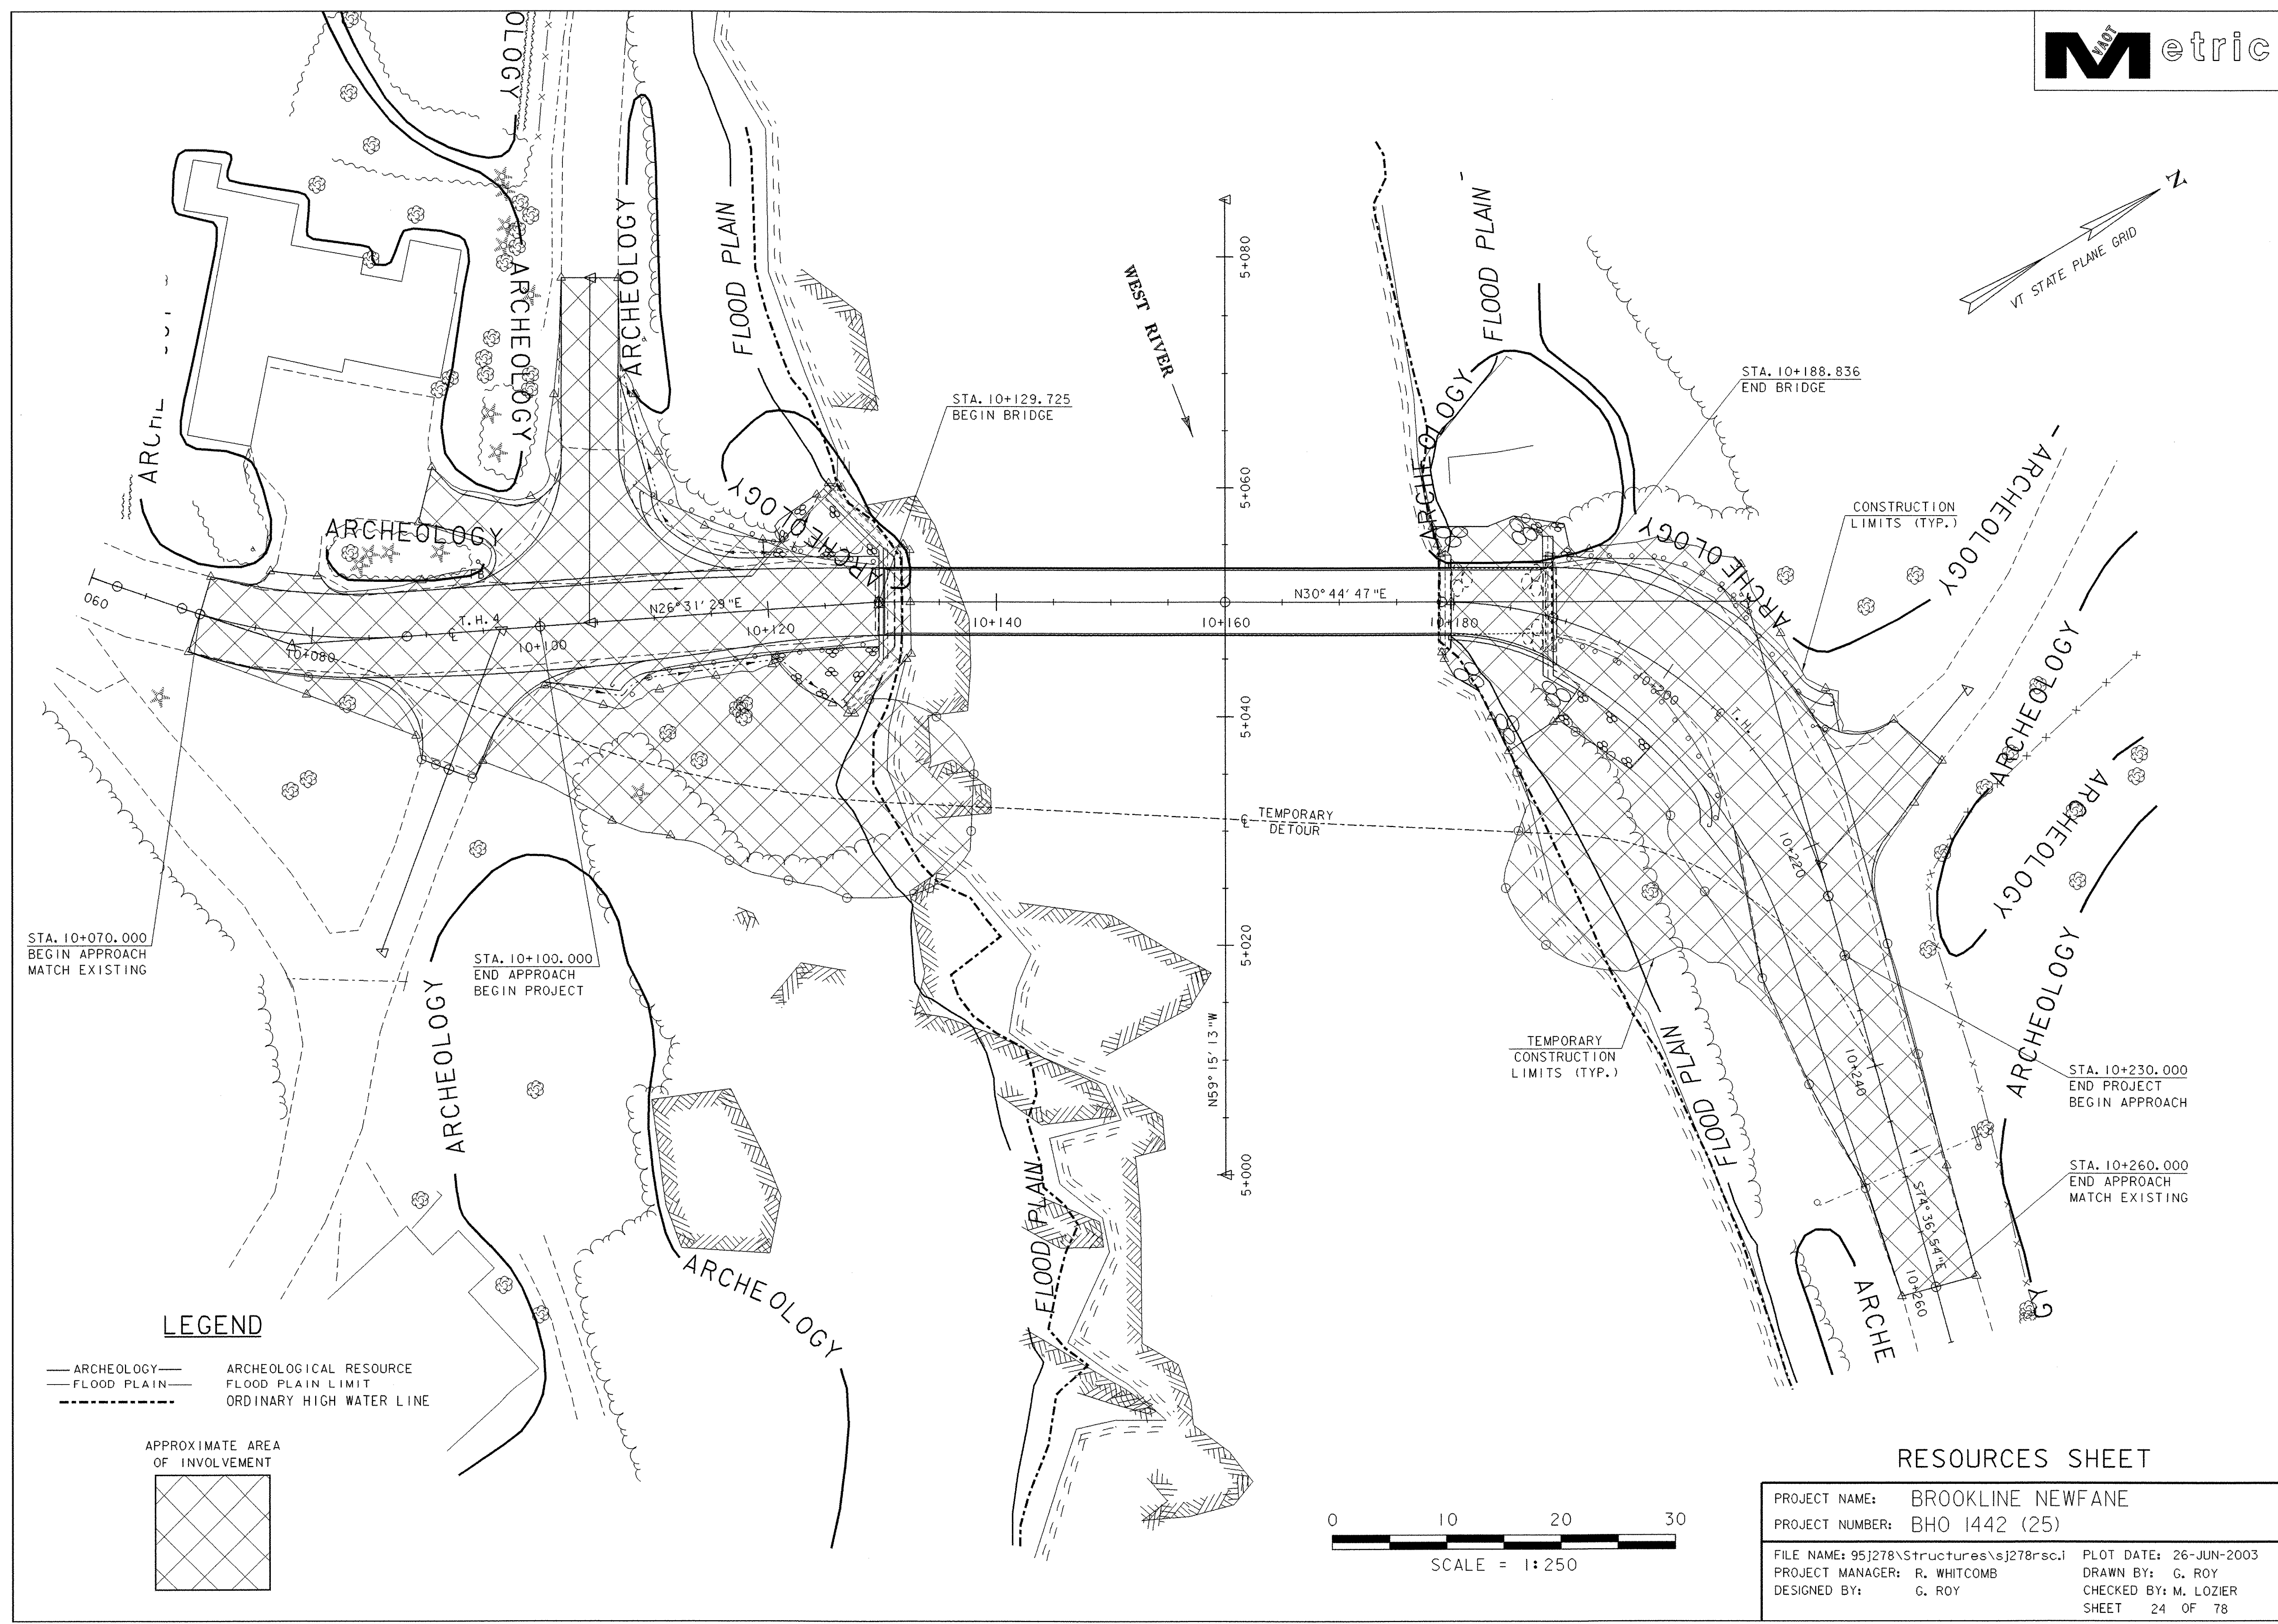 VAOT
Metric
N
VT STATE PLANE GRID
OLOGY
ARCHEOLOGY
FLOOD PLAIN
WEST RIVER
FLOOD PLAIN
5+080
5+060
5+040
5+020
5+000
N59°15'13"W
STA. 10+188.836
END BRIDGE
STA. 10+129.725
BEGIN BRIDGE
ARCHEOLOGY
ARCHEOLOGY
ARCHEOLOGY
ARCHEOLOGY
ARCHEOLOGY
ARCHEOLOGY
ARCHEOLOGY
ARCHEOLOGY
ARCHEOLOGY
CONSTRUCTION
LIMITS (TYP.)
060
T.H. 4
N26°31'29"E
N30°44'47"E
10+080
10+100
10+120
10+140
10+160
10+180
10+200
T.H.
10+220
10+240
10+260
S74°36'54"E
TEMPORARY
DETOUR
ARCHEOLOGY
ARCHEOLOGY
ARCHEOLOGY
STA. 10+070.000
BEGIN APPROACH
MATCH EXISTING
STA. 10+100.000
END APPROACH
BEGIN PROJECT
ARCHEOLOGY
ARCHEOLOGY
FLOOD PLAIN
TEMPORARY
CONSTRUCTION
LIMITS (TYP.)
FLOOD PLAIN
STA. 10+230.000
END PROJECT
BEGIN APPROACH
STA. 10+260.000
END APPROACH
MATCH EXISTING
ARCHE
GY
LEGEND
ARCHEOLOGY ARCHEOLOGICAL RESOURCE
FLOOD PLAIN FLOOD PLAIN LIMIT
ORDINARY HIGH WATER LINE
APPROXIMATE AREA
OF INVOLVEMENT
0 10 20 30
SCALE = 1:250
RESOURCES SHEET
PROJECT NAME: BROOKLINE NEWFANE
PROJECT NUMBER: BHO 1442 (25)
FILE NAME: 95j278\Structures\sj278rsc.i PLOT DATE: 26-JUN-2003
PROJECT MANAGER: R. WHITCOMB DRAWN BY: G. ROY
DESIGNED BY: G. ROY CHECKED BY: M. LOZIER
SHEET 24 OF 78